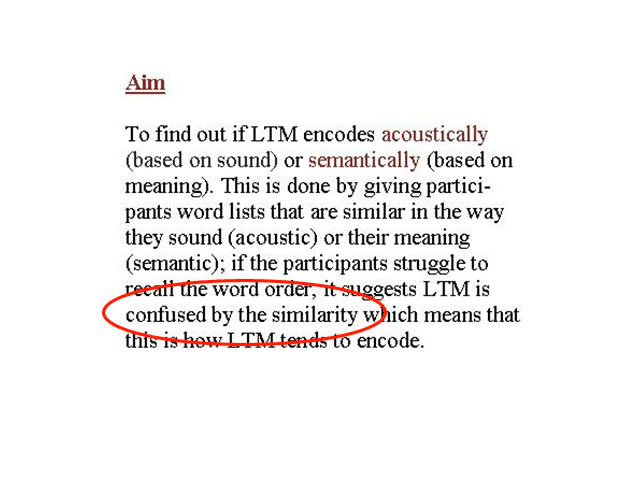 Aim
To find out if LTM encodes acoustically
(based on sound) or semantically (based on
meaning). This is done by giving partici-
pants word lists that are similar in the way
they sound (acoustic) or their meaning
(semantic); if the participants struggle to
recall the word order, it suggests LTM is
confused by the similarity which means that
this is how LTM tends to encode.